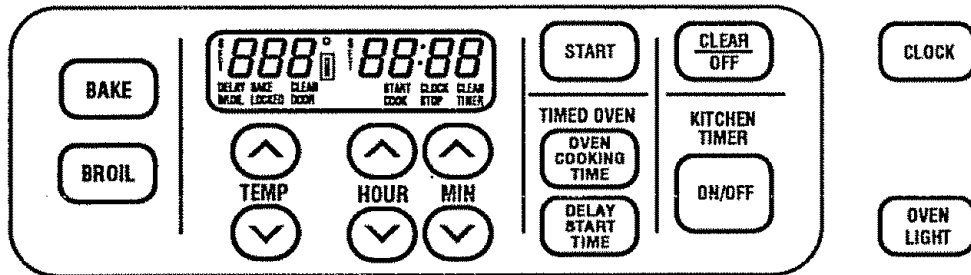 BAKE
BROIL
888° 88:88
DELAY BAKE CLEAN
BROIL LOCKED DOOR
START CLOCK CLEAN
COOK STOP TIMER
TEMP
HOUR
MIN
START
CLEAR
OFF
TIMED OVEN
OVEN
COOKING
TIME
DELAY
START
TIME
KITCHEN
TIMER
ON/OFF
CLOCK
OVEN
LIGHT